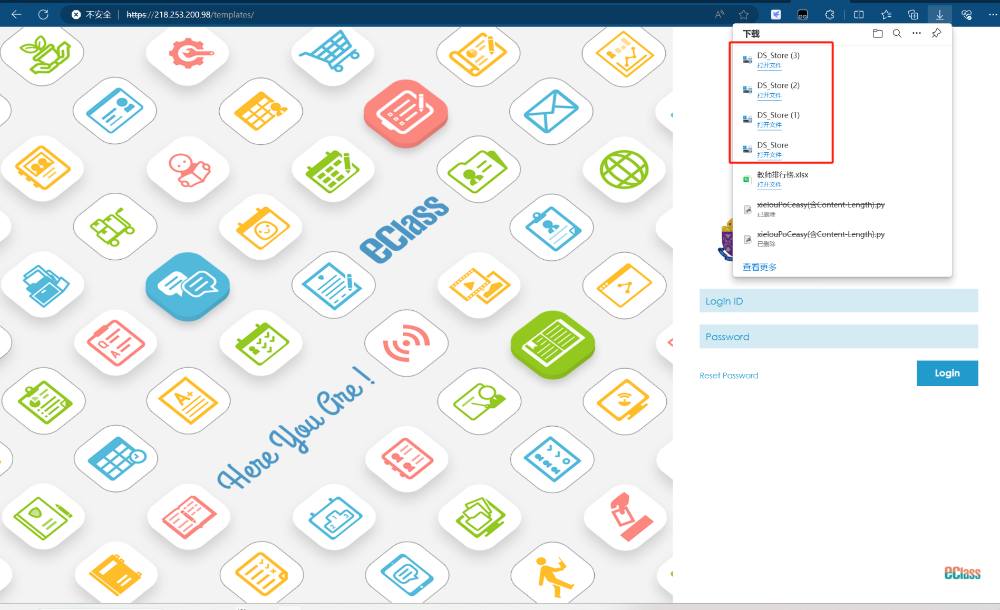 不安全
https://218.253.200.98/templates/
下载
DS_Store (3)
打开文件
DS_Store (2)
打开文件
DS_Store (1)
打开文件
DS_Store
打开文件
教师排行榜.xlsx
打开文件
xielouPoCeasy(含Content-Length).py
已删除
xielouPoCeasy(含Content-Length).py
已删除
查看更多
eClass
Here You Are !
Login ID
Password
Reset Password
Login
eClass